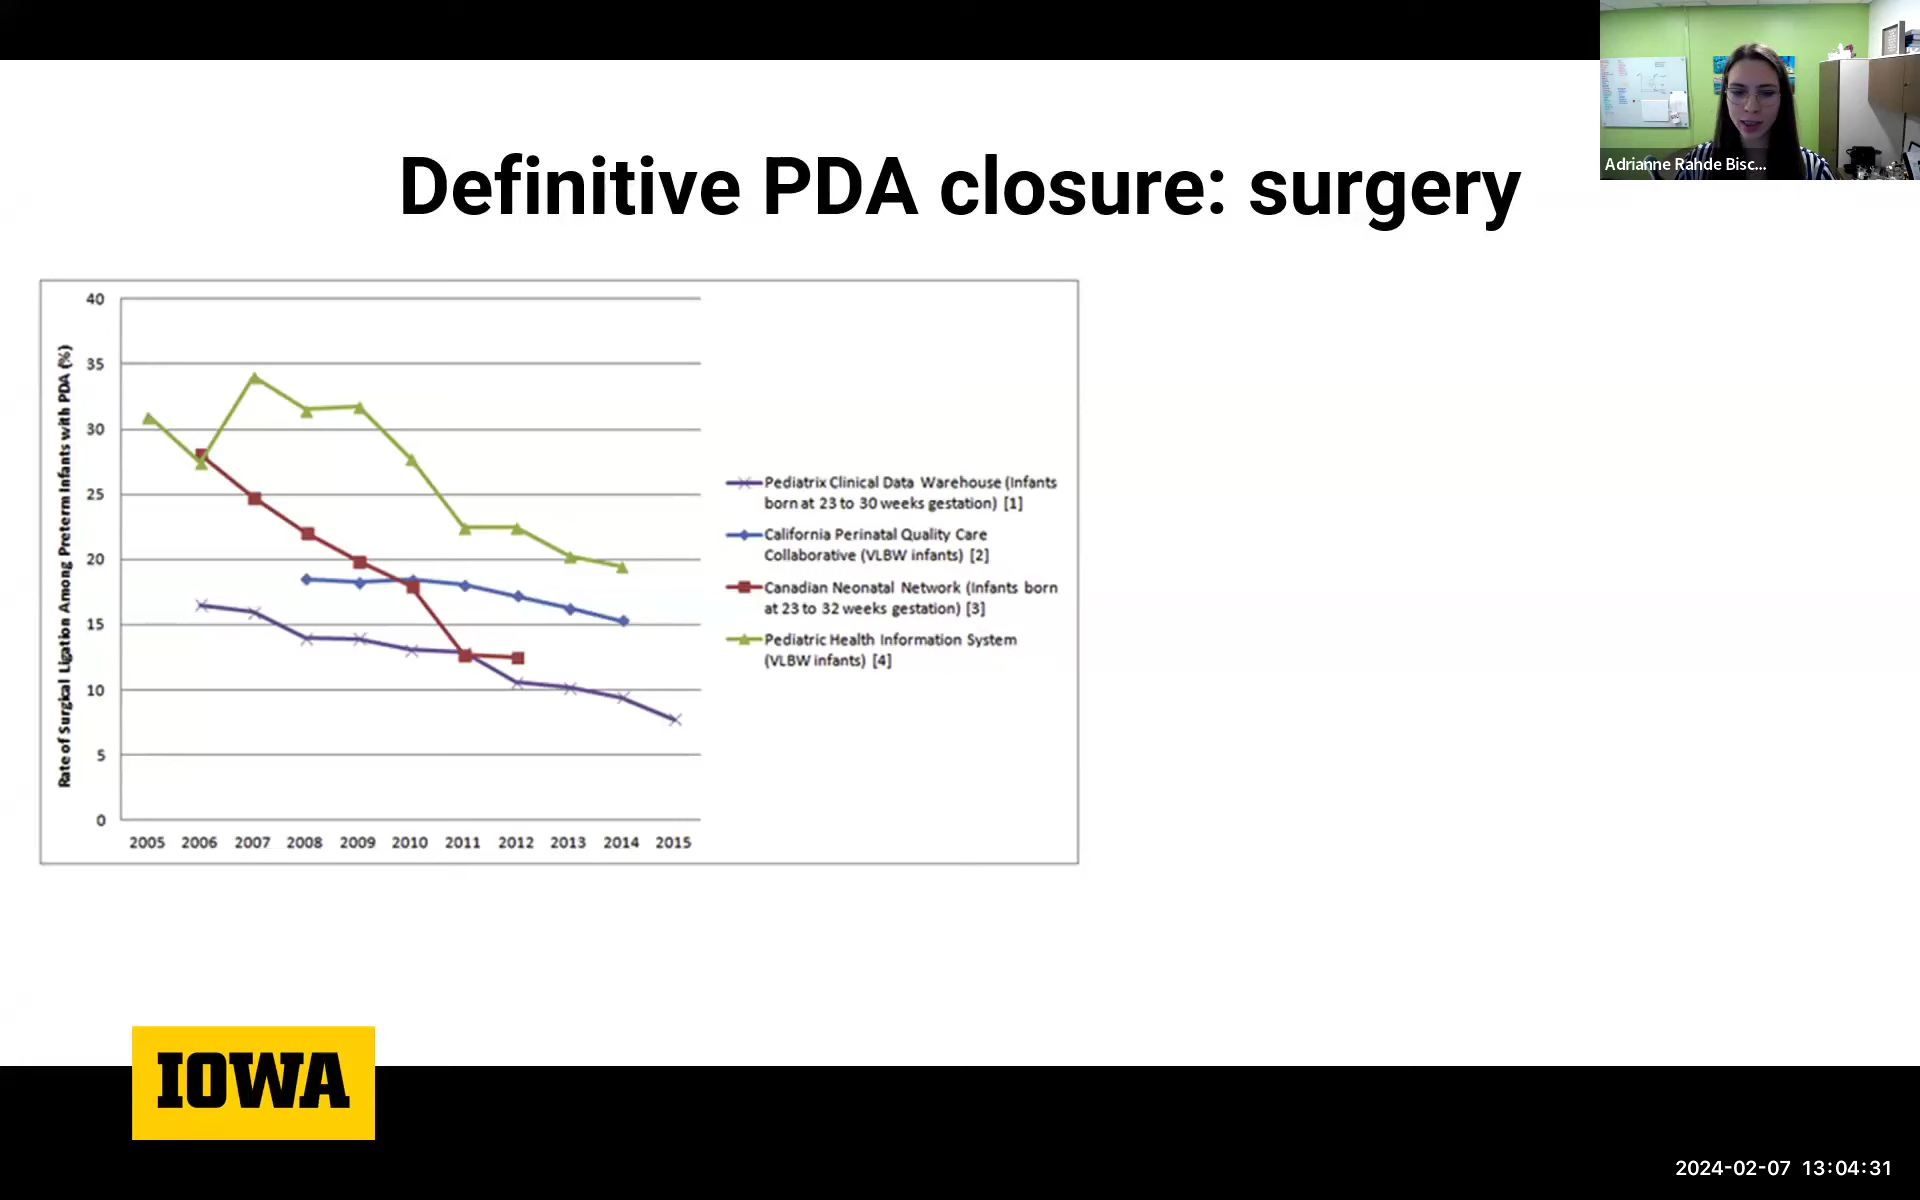 Adrianne Rahde Bisc...
Definitive PDA closure: surgery
Rate of Surgical Ligation Among Preterm Infants with PDA (%)
40
35
30
25
20
15
10
5
0
2005 2006 2007 2008 2009 2010 2011 2012 2013 2014 2015
Pediatrix Clinical Data Warehouse (Infants
born at 23 to 30 weeks gestation) [1]
California Perinatal Quality Care
Collaborative (VLBW infants) [2]
Canadian Neonatal Network (Infants born
at 23 to 32 weeks gestation) [3]
Pediatric Health Information System
(VLBW infants) [4]
IOWA
2024-02-07 13:04:31